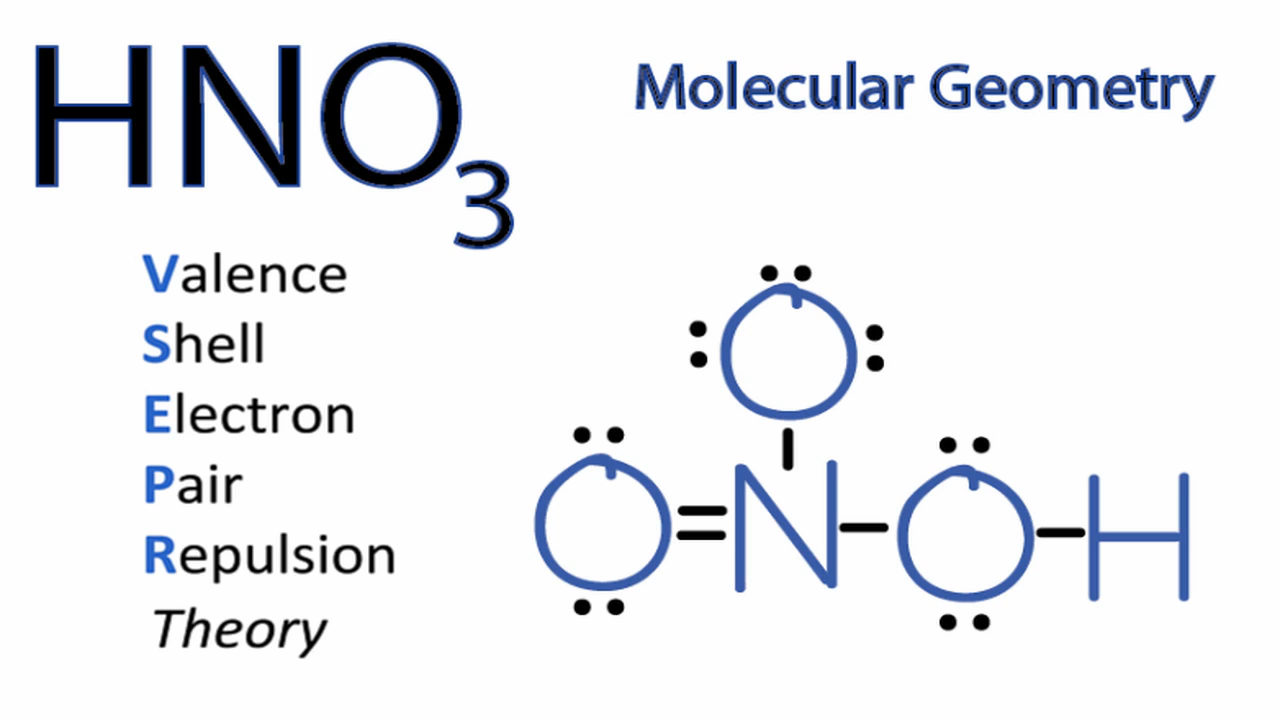 HNO₃
Molecular Geometry
Valence
Shell
Electron
Pair
Repulsion
Theory
O
O=N-O-H